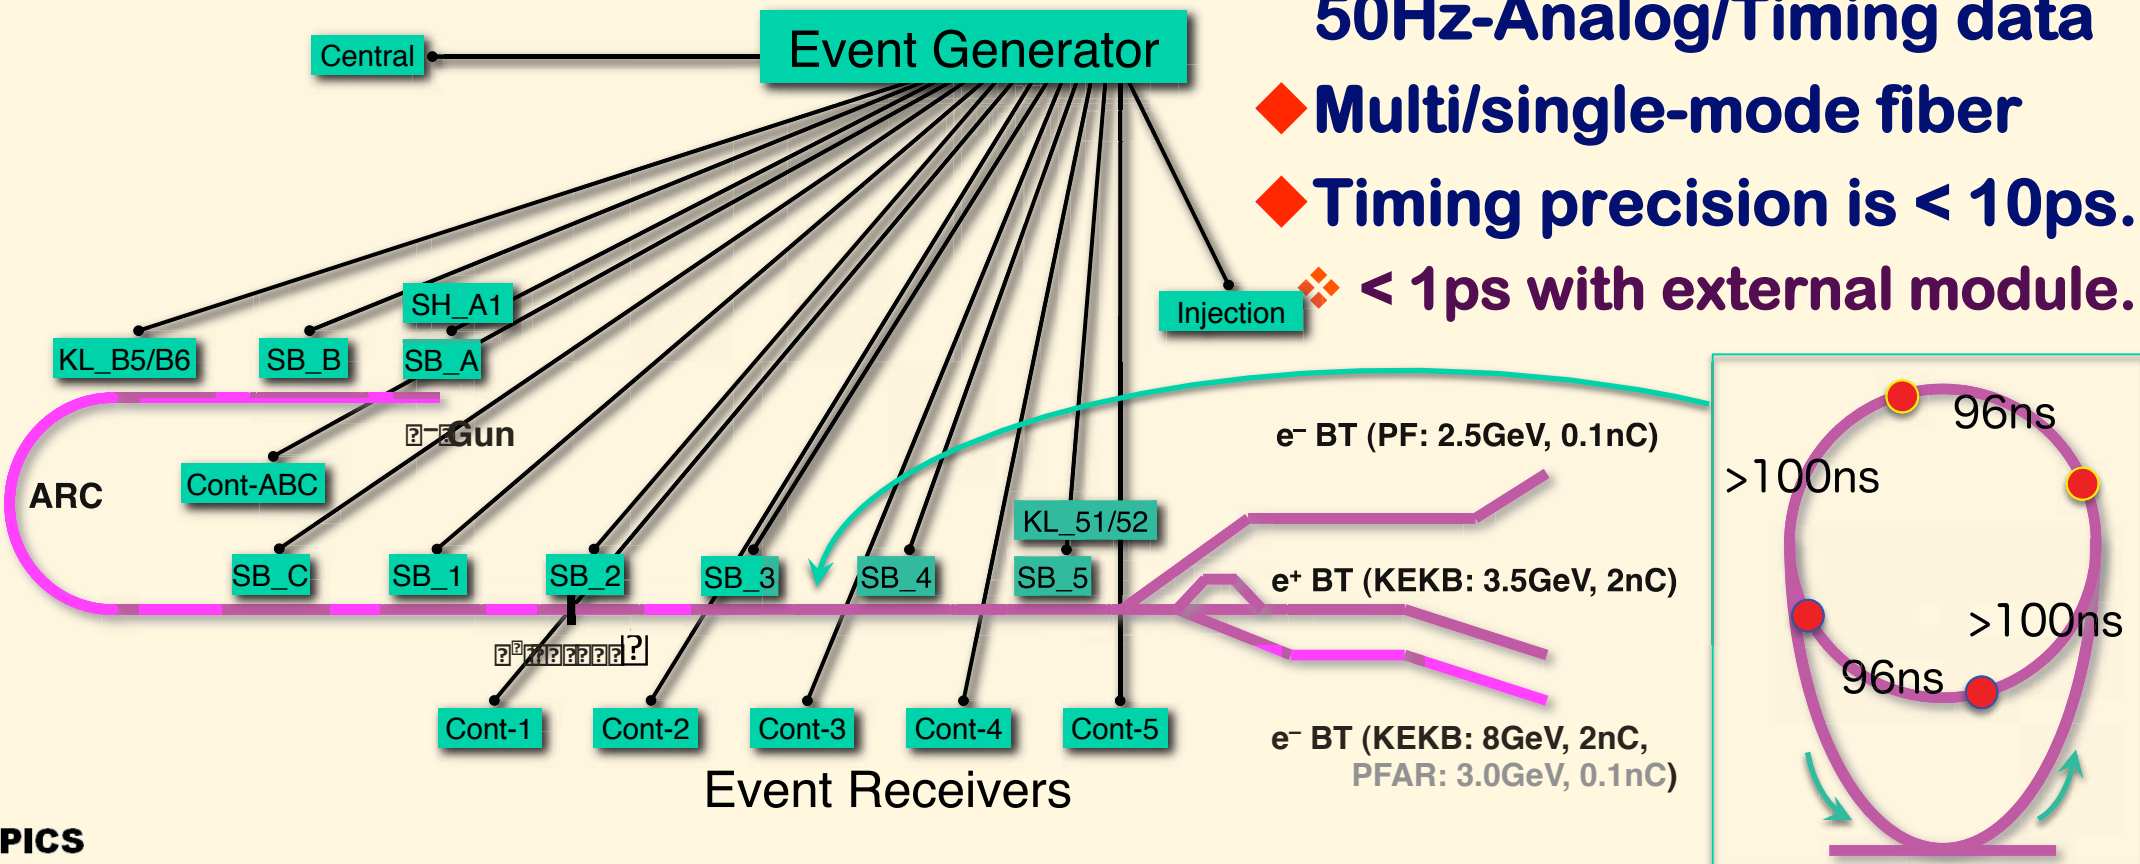 50Hz-Analog/Timing data
Event Generator
Central
Multi/single-mode fiber
Timing precision is < 10ps.
< 1ps with external module.
SH_A1
Injection
KL_B5/B6
SB_B
SB_A
96ns
Gun
e– BT (PF: 2.5GeV, 0.1nC)
>100ns
Cont-ABC
ARC
KL_51/52
SB_C
SB_1
SB_2
SB_3
SB_4
SB_5
e+ BT (KEKB: 3.5GeV, 2nC)
>100ns
96ns
Cont-1
Cont-2
Cont-3
Cont-4
Cont-5
e– BT (KEKB: 8GeV, 2nC,
PFAR: 3.0GeV, 0.1nC)
Event Receivers
PICS